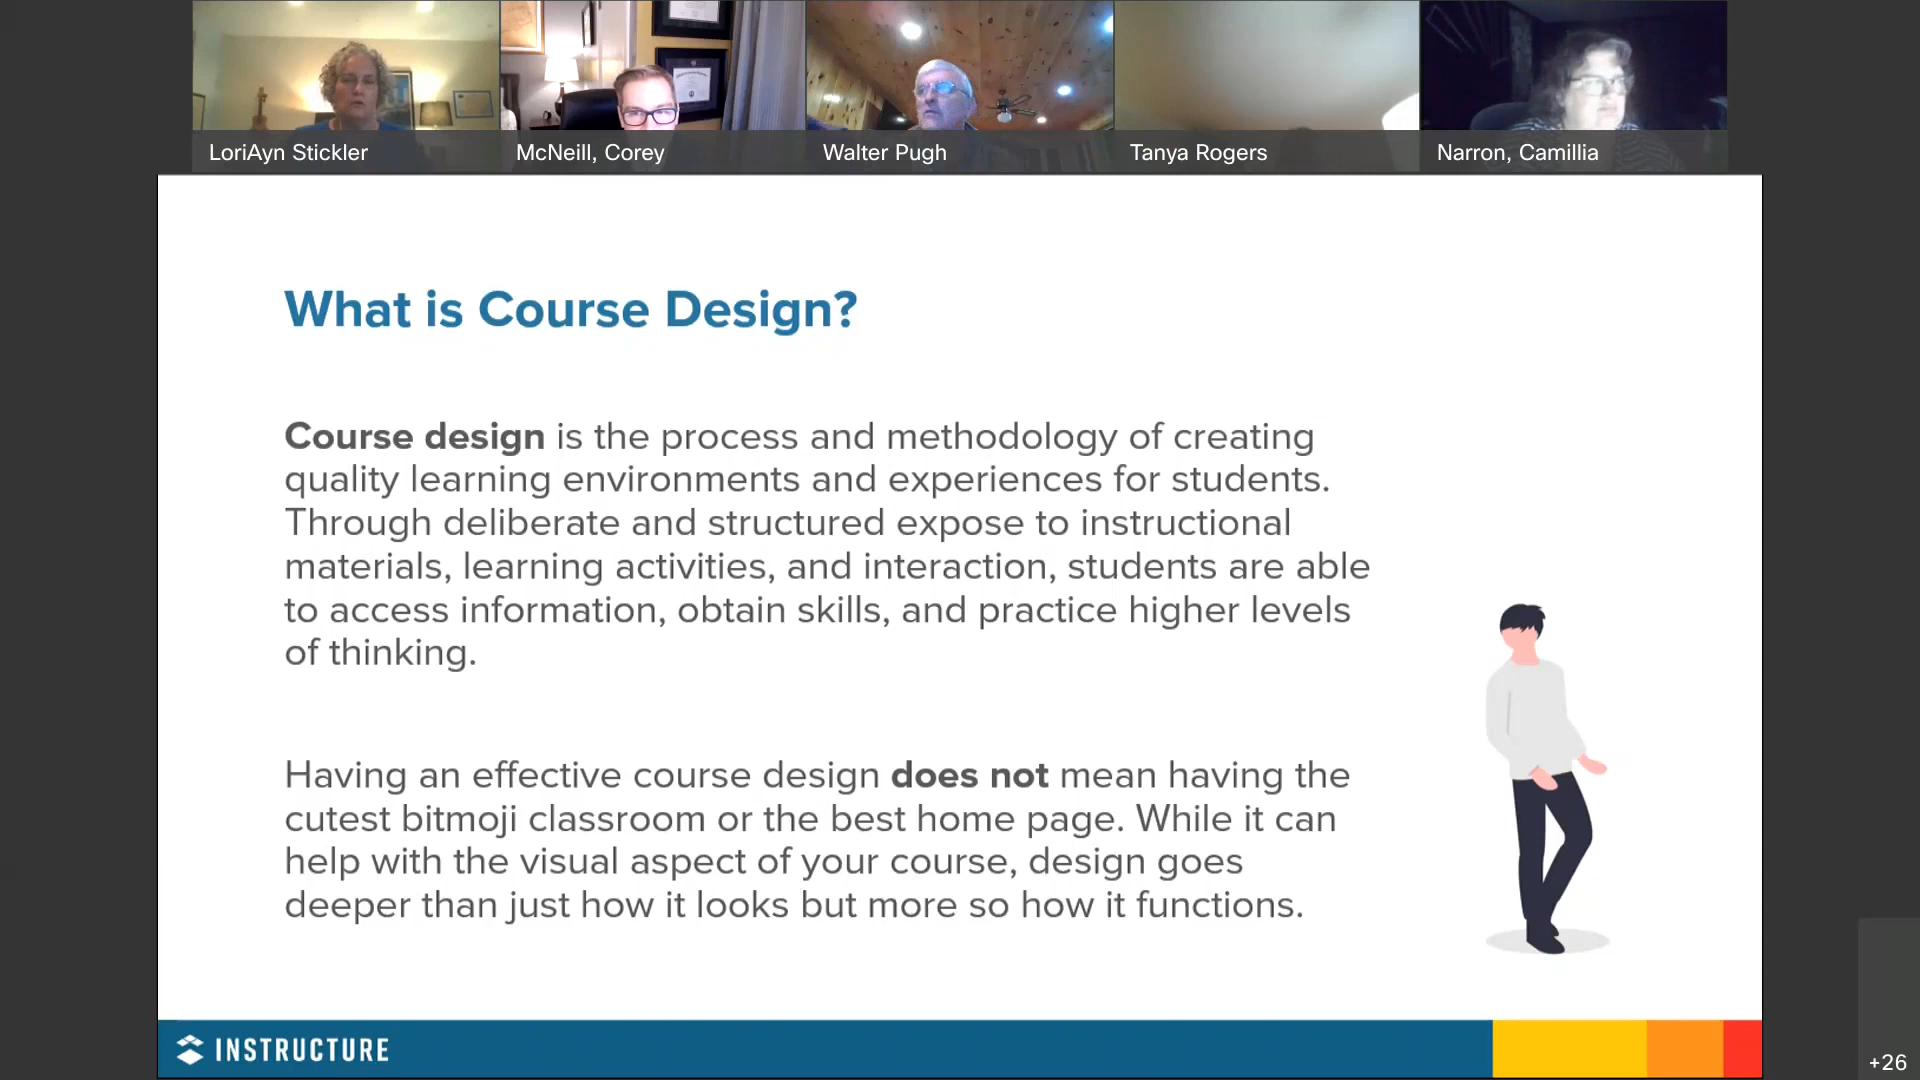 LoriAyn Stickler
McNeill, Corey
Walter Pugh
Tanya Rogers
Narron, Camillia
What is Course Design?
Course design is the process and methodology of creating
quality learning environments and experiences for students.
Through deliberate and structured expose to instructional
materials, learning activities, and interaction, students are able
to access information, obtain skills, and practice higher levels
of thinking.
Having an effective course design does not mean having the
cutest bitmoji classroom or the best home page. While it can
help with the visual aspect of your course, design goes
deeper than just how it looks but more so how it functions.
INSTRUCTURE
+26